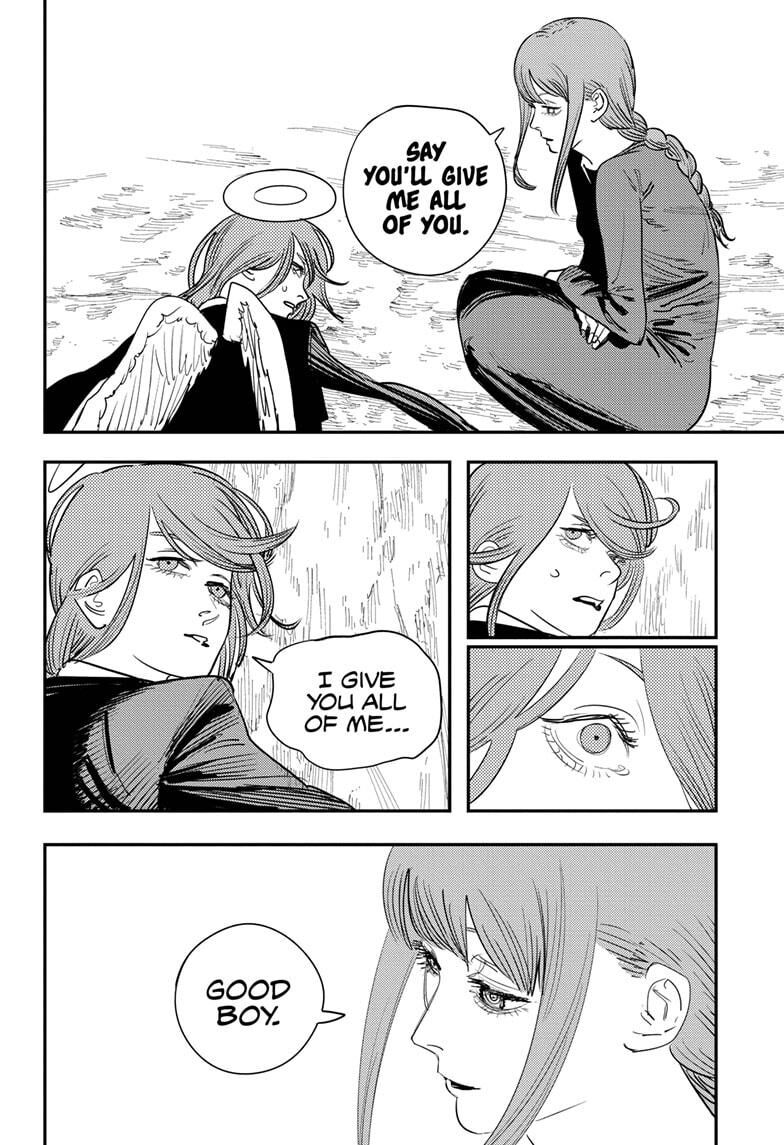 SAY
YOU'LL GIVE
ME ALL
OF YOU.
I GIVE
YOU ALL
OF ME...
GOOD
BOY.